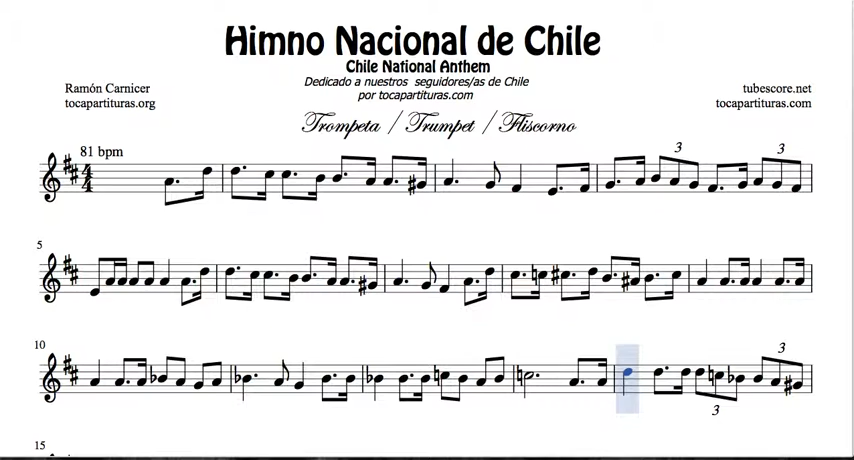 Himno Nacional de Chile
Chile National Anthem
Dedicado a nuestros seguidores/as de Chile
por tocapartituras.com
Ramón Carnicer
tocapartituras.org
tubescore.net
tocapartituras.com
Trompeta / Trumpet / Fliscorno
81 bpm
3
3
5
10
3
3
15